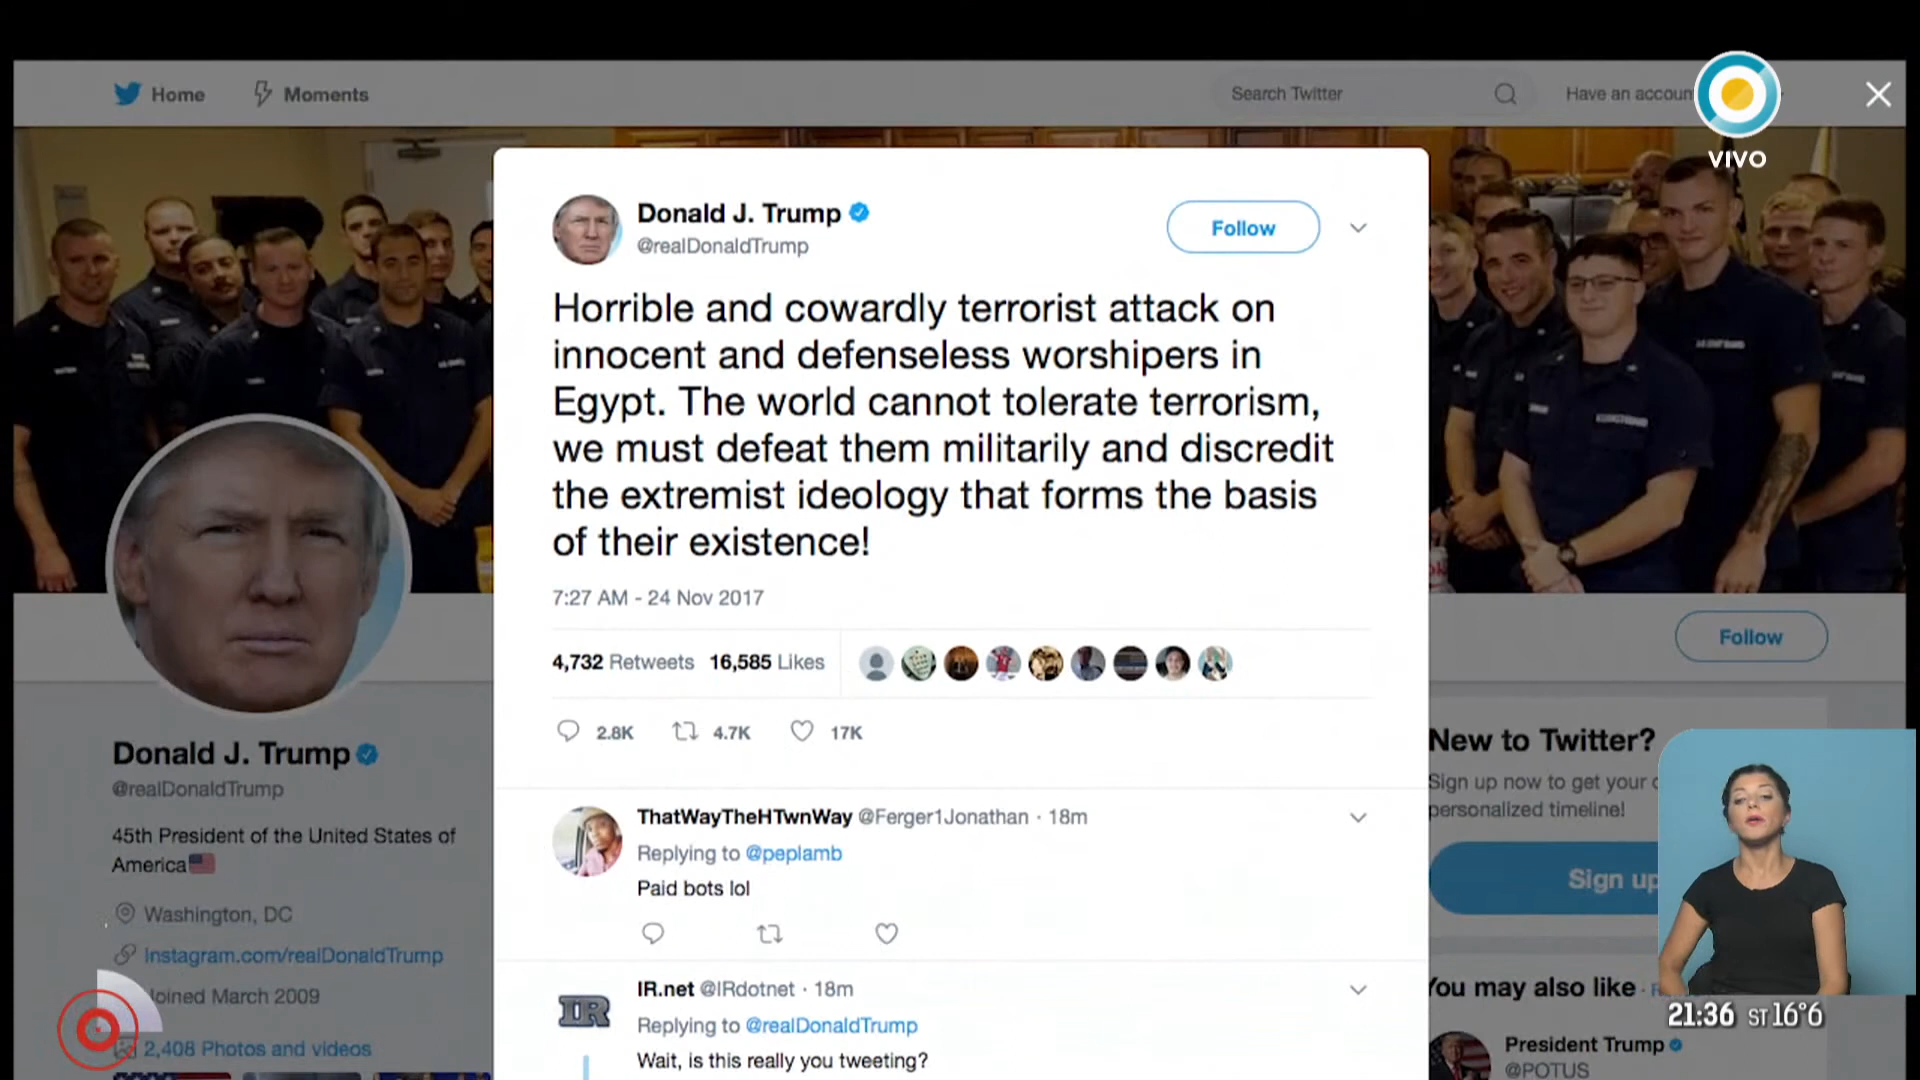 Home
Moments
Search Twitter
Have an accoun
VIVO
Donald J. Trump
@realDonaldTrump
Follow
Horrible and cowardly terrorist attack on
innocent and defenseless worshipers in
Egypt. The world cannot tolerate terrorism,
we must defeat them militarily and discredit
the extremist ideology that forms the basis
of their existence!
7:27 AM - 24 Nov 2017
4,732 Retweets 16,585 Likes
2.8K 4.7K 17K
ThatWayTheHTwnWay @Ferger1Jonathan · 18m
Replying to @peplamb
Paid bots lol
IR
IR.net @IRdotnet · 18m
Replying to @realDonaldTrump
Wait, is this really you tweeting?
Donald J. Trump
@realDonaldTrump
45th President of the United States of
America
Washington, DC
Instagram.com/realDonaldTrump
Joined March 2009
2,408 Photos and videos
Follow
New to Twitter?
Sign up now to get your
personalized timeline!
Sign up
You may also like ·
President Trump
@POTUS
21:36 ST 16°6